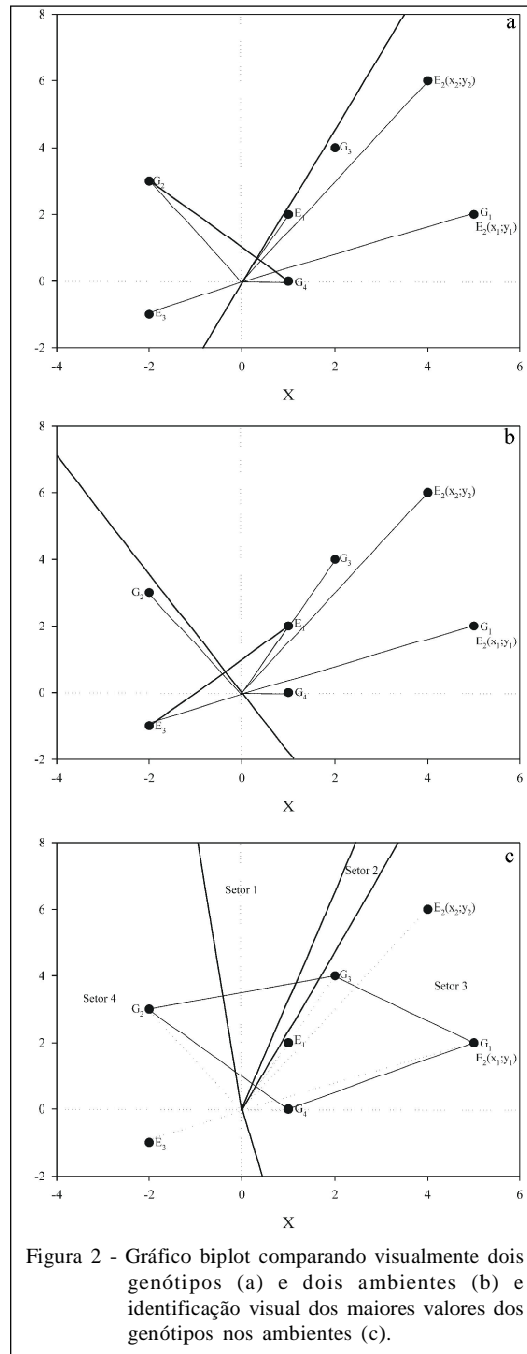 a
8
6
4
2
0
-2
E2(x2;y2)
G3
G2
E1
G1
E2(x1;y1)
G4
E3
-4 -2 0 2 4 6
X
b
8
6
4
2
0
-2
E2(x2;y2)
G3
G2
E1
G1
E2(x1;y1)
G4
E3
-4 -2 0 2 4 6
X
c
8
6
4
2
0
-2
Setor 1
Setor 2
E2(x2;y2)
Setor 4
G3
Setor 3
G2
E1
G1
E2(x1;y1)
G4
E3
-4 -2 0 2 4 6
X
Figura 2 - Gráfico biplot comparando visualmente dois
genótipos (a) e dois ambientes (b) e
identificação visual dos maiores valores dos
genótipos nos ambientes (c).